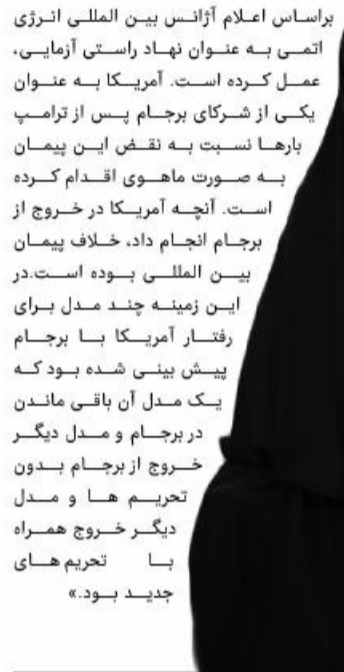 براساس اعلام آژانس بین المللی انرژی
اتمی به عنوان نهاد راستی آزمایی،
عمل کرده است. آمریکا به عنوان
یکی از شرکای برجام پس از ترامپ
بارها نسبت به نقض این پیمان
به صورت ماهوی اقدام کرده
است. آنچه آمریکا در خروج از
برجام انجام داد، خلاف پیمان
بین المللی بوده است.در
این زمینه چند مدل برای
رفتار آمریکا با برجام
پیش بینی شده بود که
یک مدل آن باقی ماندن
در برجام و مدل دیگر
خروج از برجام بدون
تحریم ها و مدل
دیگر خروج همراه
با تحریم های
جدید بود.»